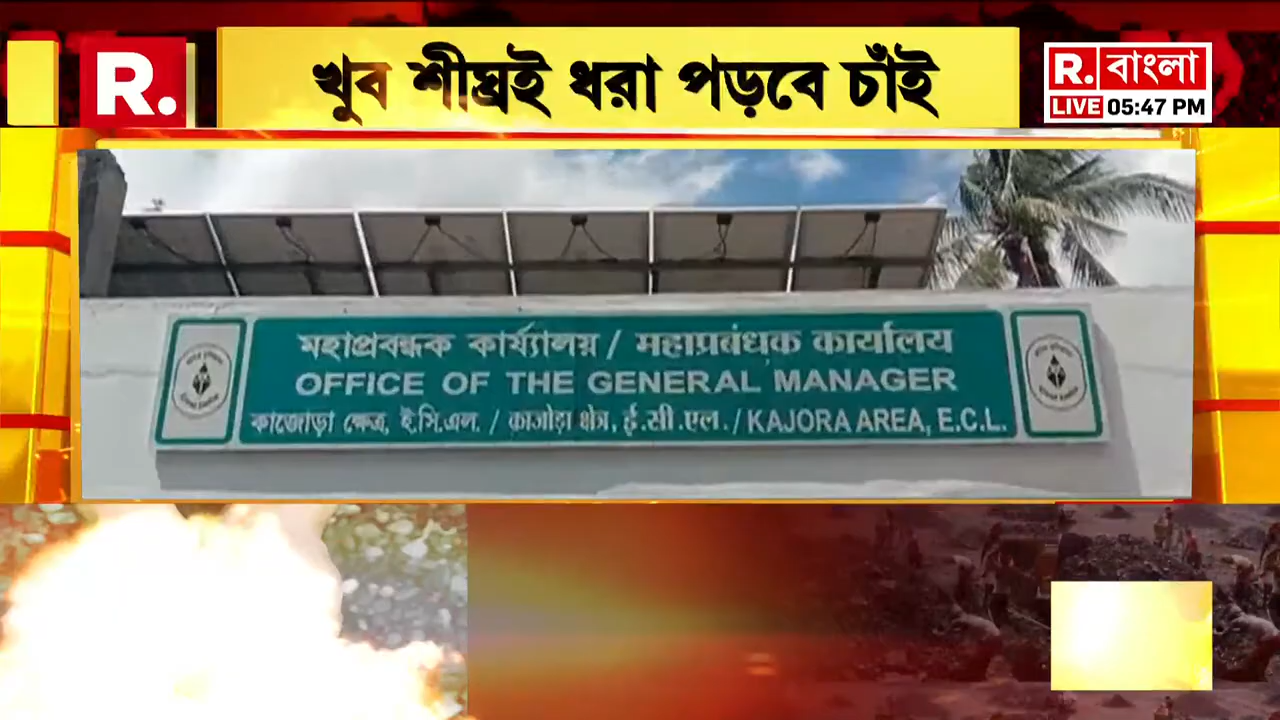 R.
খুব শীঘ্রই ধরা পড়বে চাঁই
R. বাংলা
LIVE 05:47 PM
মহাপ্রবন্ধক কার্য্যালয় / महाप्रबंधक कार्यालय
OFFICE OF THE GENERAL MANAGER
কাজোড়া ক্ষেত্র, ই.সি.এল. / काजोड़ा क्षेत्र, ई.सी.एल. / KAJORA AREA, E.C.L.